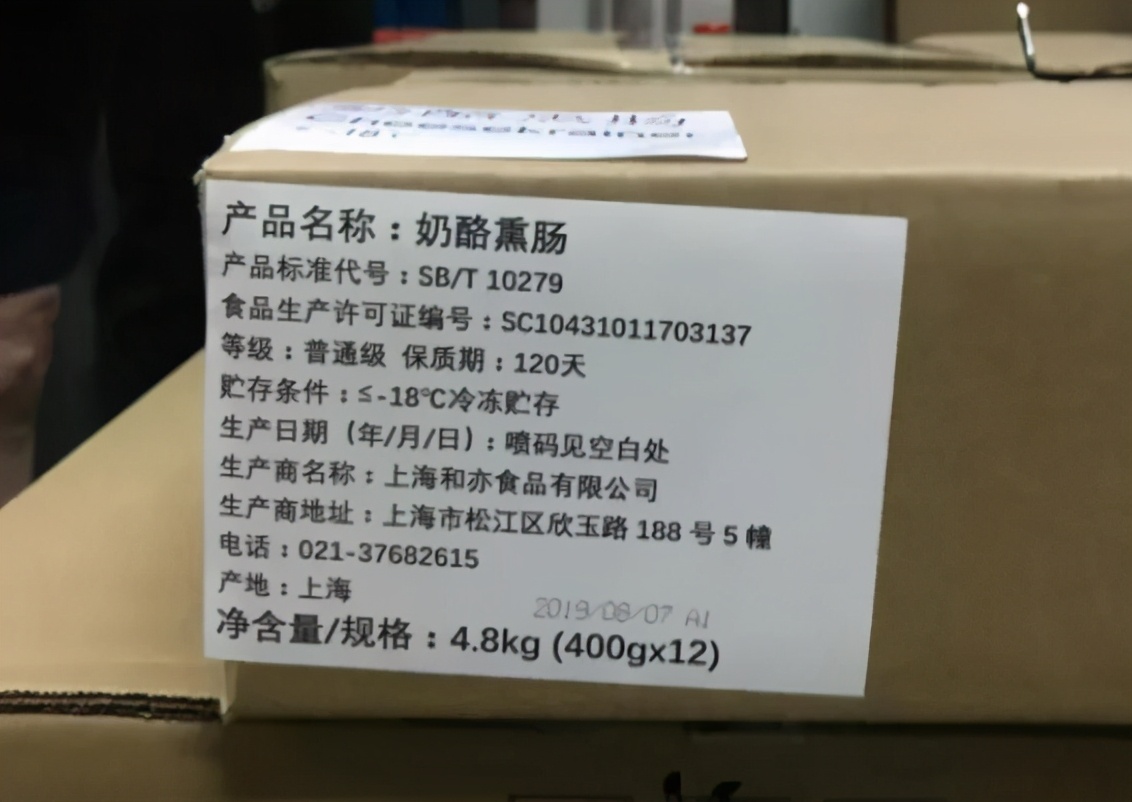 产品名称：奶酪熏肠
产品标准代号：SB/T 10279
食品生产许可证编号：SC10431011703137
等级：普通级 保质期：120天
贮存条件：≤-18℃冷冻贮存
生产日期（年/月/日）：喷码见空白处
生产商名称：上海和亦食品有限公司
生产商地址：上海市松江区欣玉路 188 号 5 幢
电话：021-37682615
产地：上海
2019/08/07 A1
净含量/规格：4.8kg (400gx12)